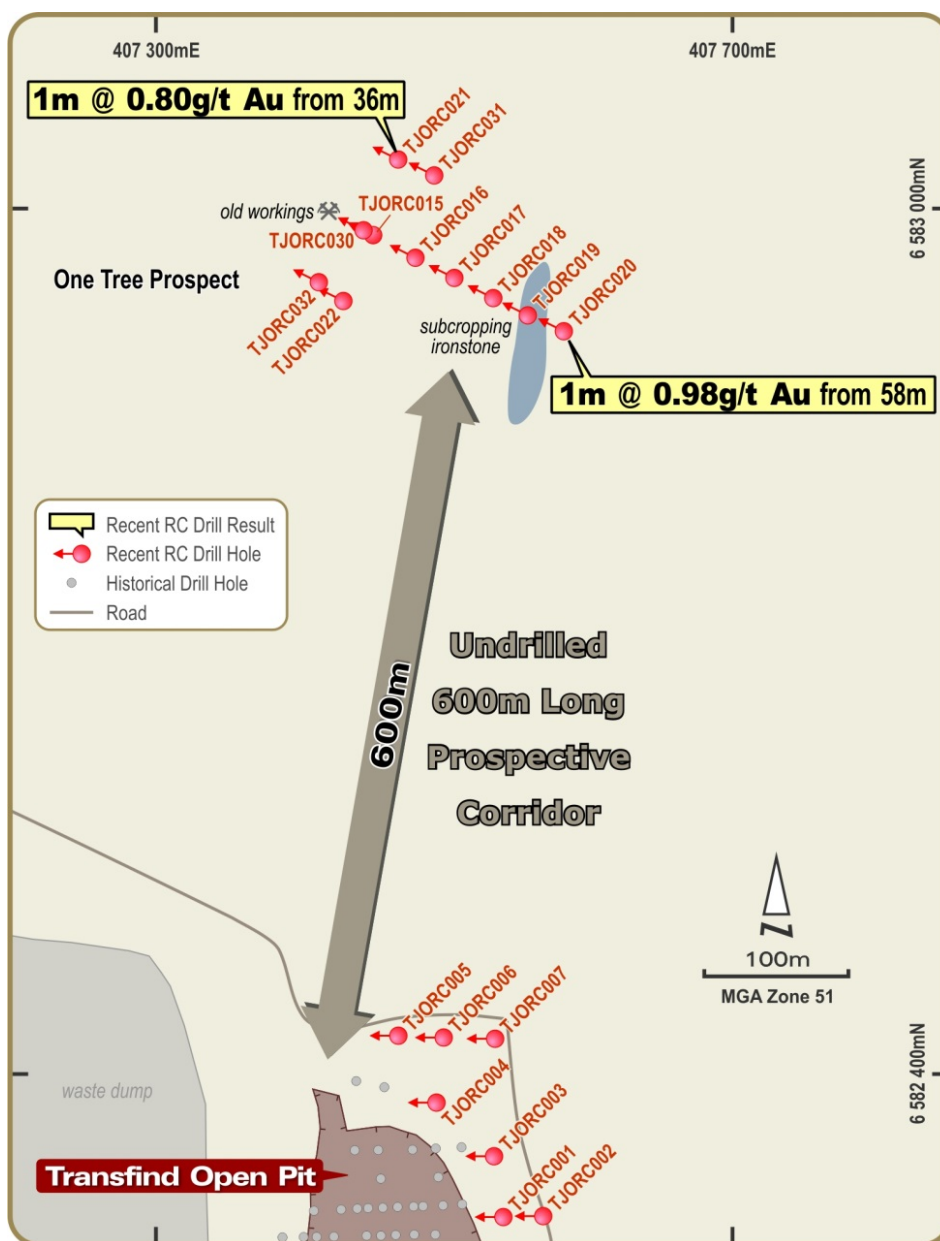 407 300mE
407 700mE
1m @ 0.80g/t Au from 36m
TJORC021
TJORC031
6 583 000mN
old workings
TJORC015
TJORC016
TJORC030
TJORC017
TJORC018
TJORC019
TJORC020
One Tree Prospect
TJORC032
TJORC022
subcropping
ironstone
1m @ 0.98g/t Au from 58m
Recent RC Drill Result
Recent RC Drill Hole
Historical Drill Hole
Road
600m
Undrilled
600m Long
Prospective
Corridor
N
100m
MGA Zone 51
TJORC005
TJORC006
TJORC007
6 582 400mN
waste dump
TJORC004
TJORC003
Transfind Open Pit
TJORC001
TJORC002